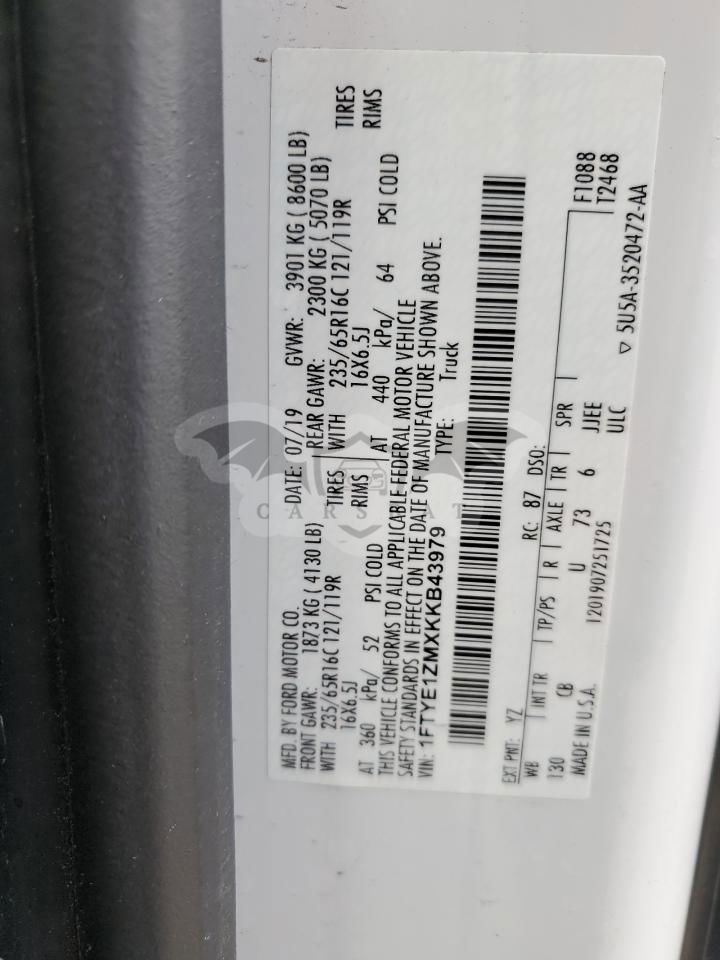 MFD. BY FORD MOTOR CO. DATE: 07/19 GVWR: 3901 KG ( 8600 LB)
FRONT GAWR: 1873 KG ( 4130 LB) REAR GAWR: 2300 KG ( 5070 LB)
WITH 235/65R16C 121/119R TIRES WITH 235/65R16C 121/119R TIRES
16X6.5J RIMS 16X6.5J RIMS
AT 360 kPa/ 52 PSI COLD AT 440 kPa/ 64 PSI COLD
THIS VEHICLE CONFORMS TO ALL APPLICABLE FEDERAL MOTOR VEHICLE
SAFETY STANDARDS IN EFFECT ON THE DATE OF MANUFACTURE SHOWN ABOVE.
VIN: 1FTYE1ZMXKKB43979 TYPE: Truck
EXT PNT: YZ RC: 87 DSO: F1088
WB INT TR TP/PS R AXLE TR SPR T2468
130 CB U 73 6 JJEE
MADE IN U.S.A. 1201907251725 ULC ▽ 5U5A-3520472-AA